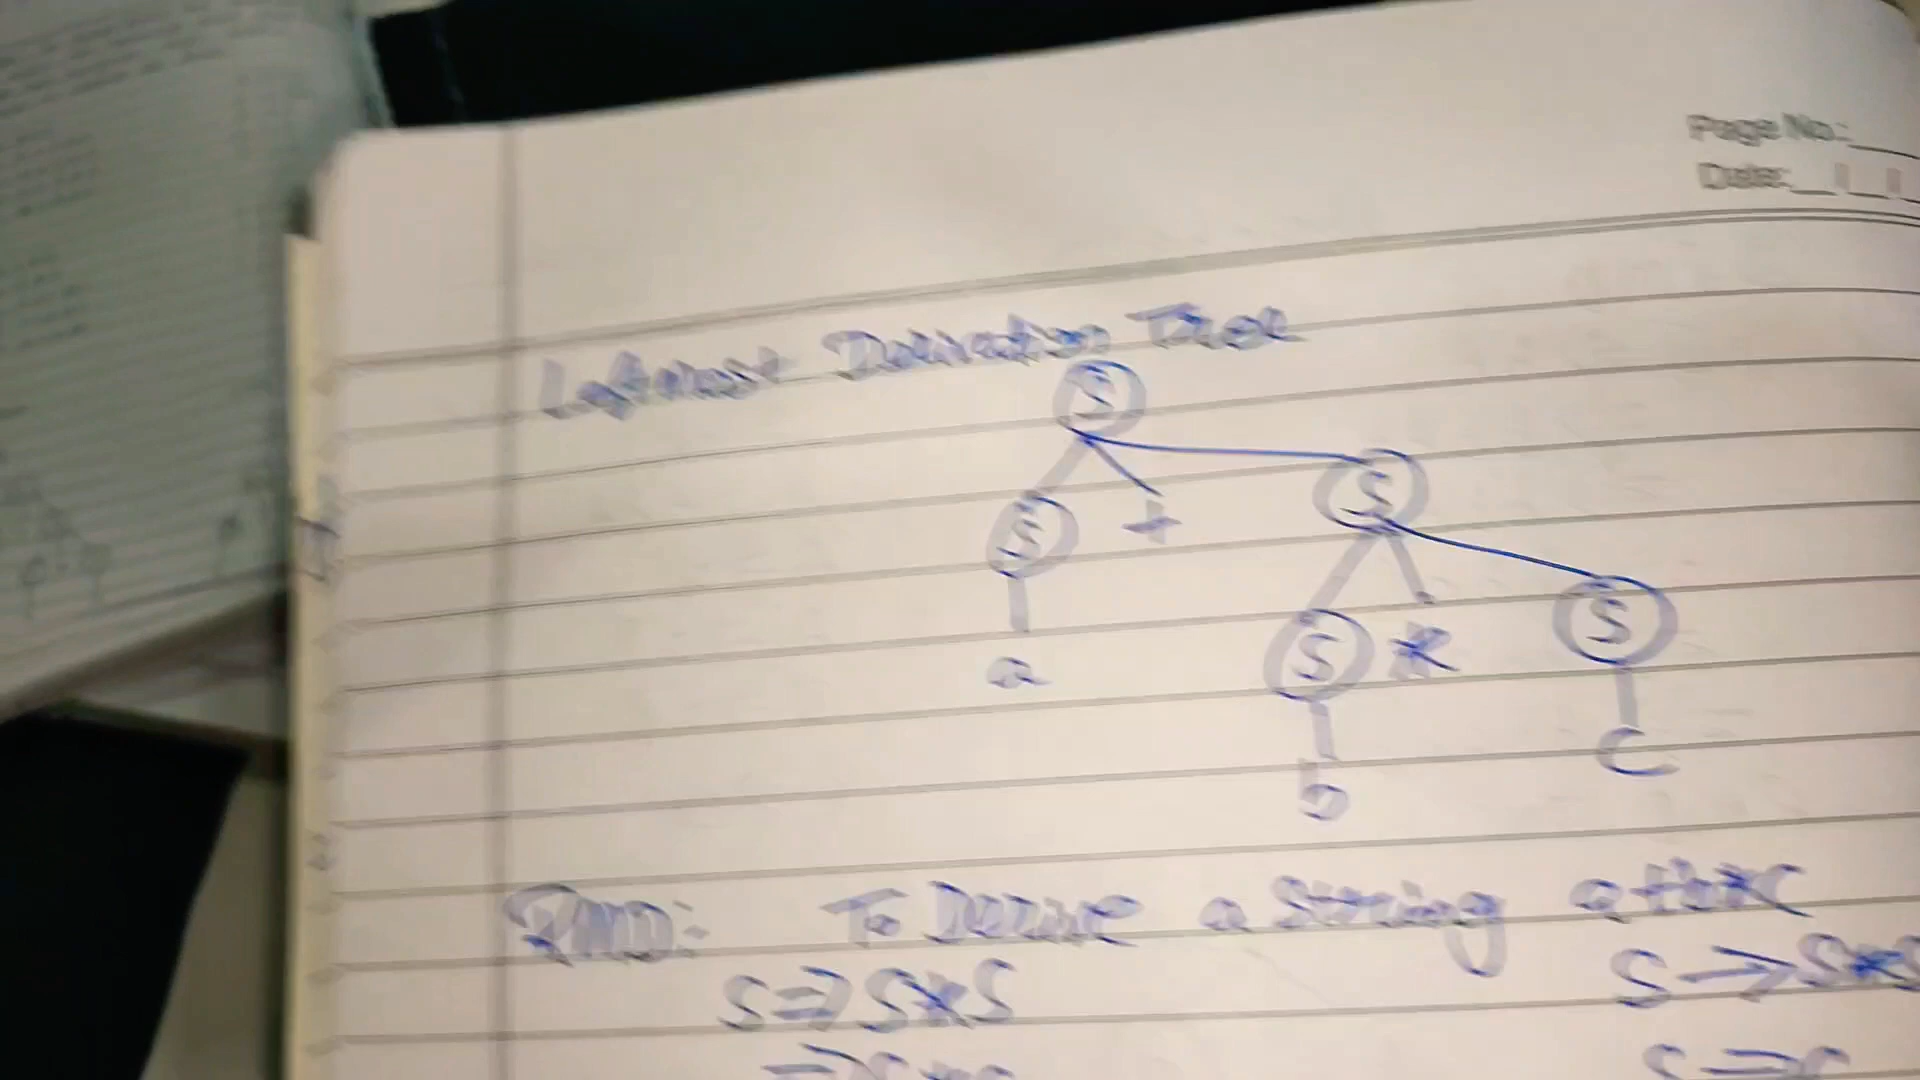 Page No.:
Date:
Leftmost Derivation Tree
S
S + S
a S * S
b c
RMD: To Derive a string a+b*c
S⇒S*S S→S*S